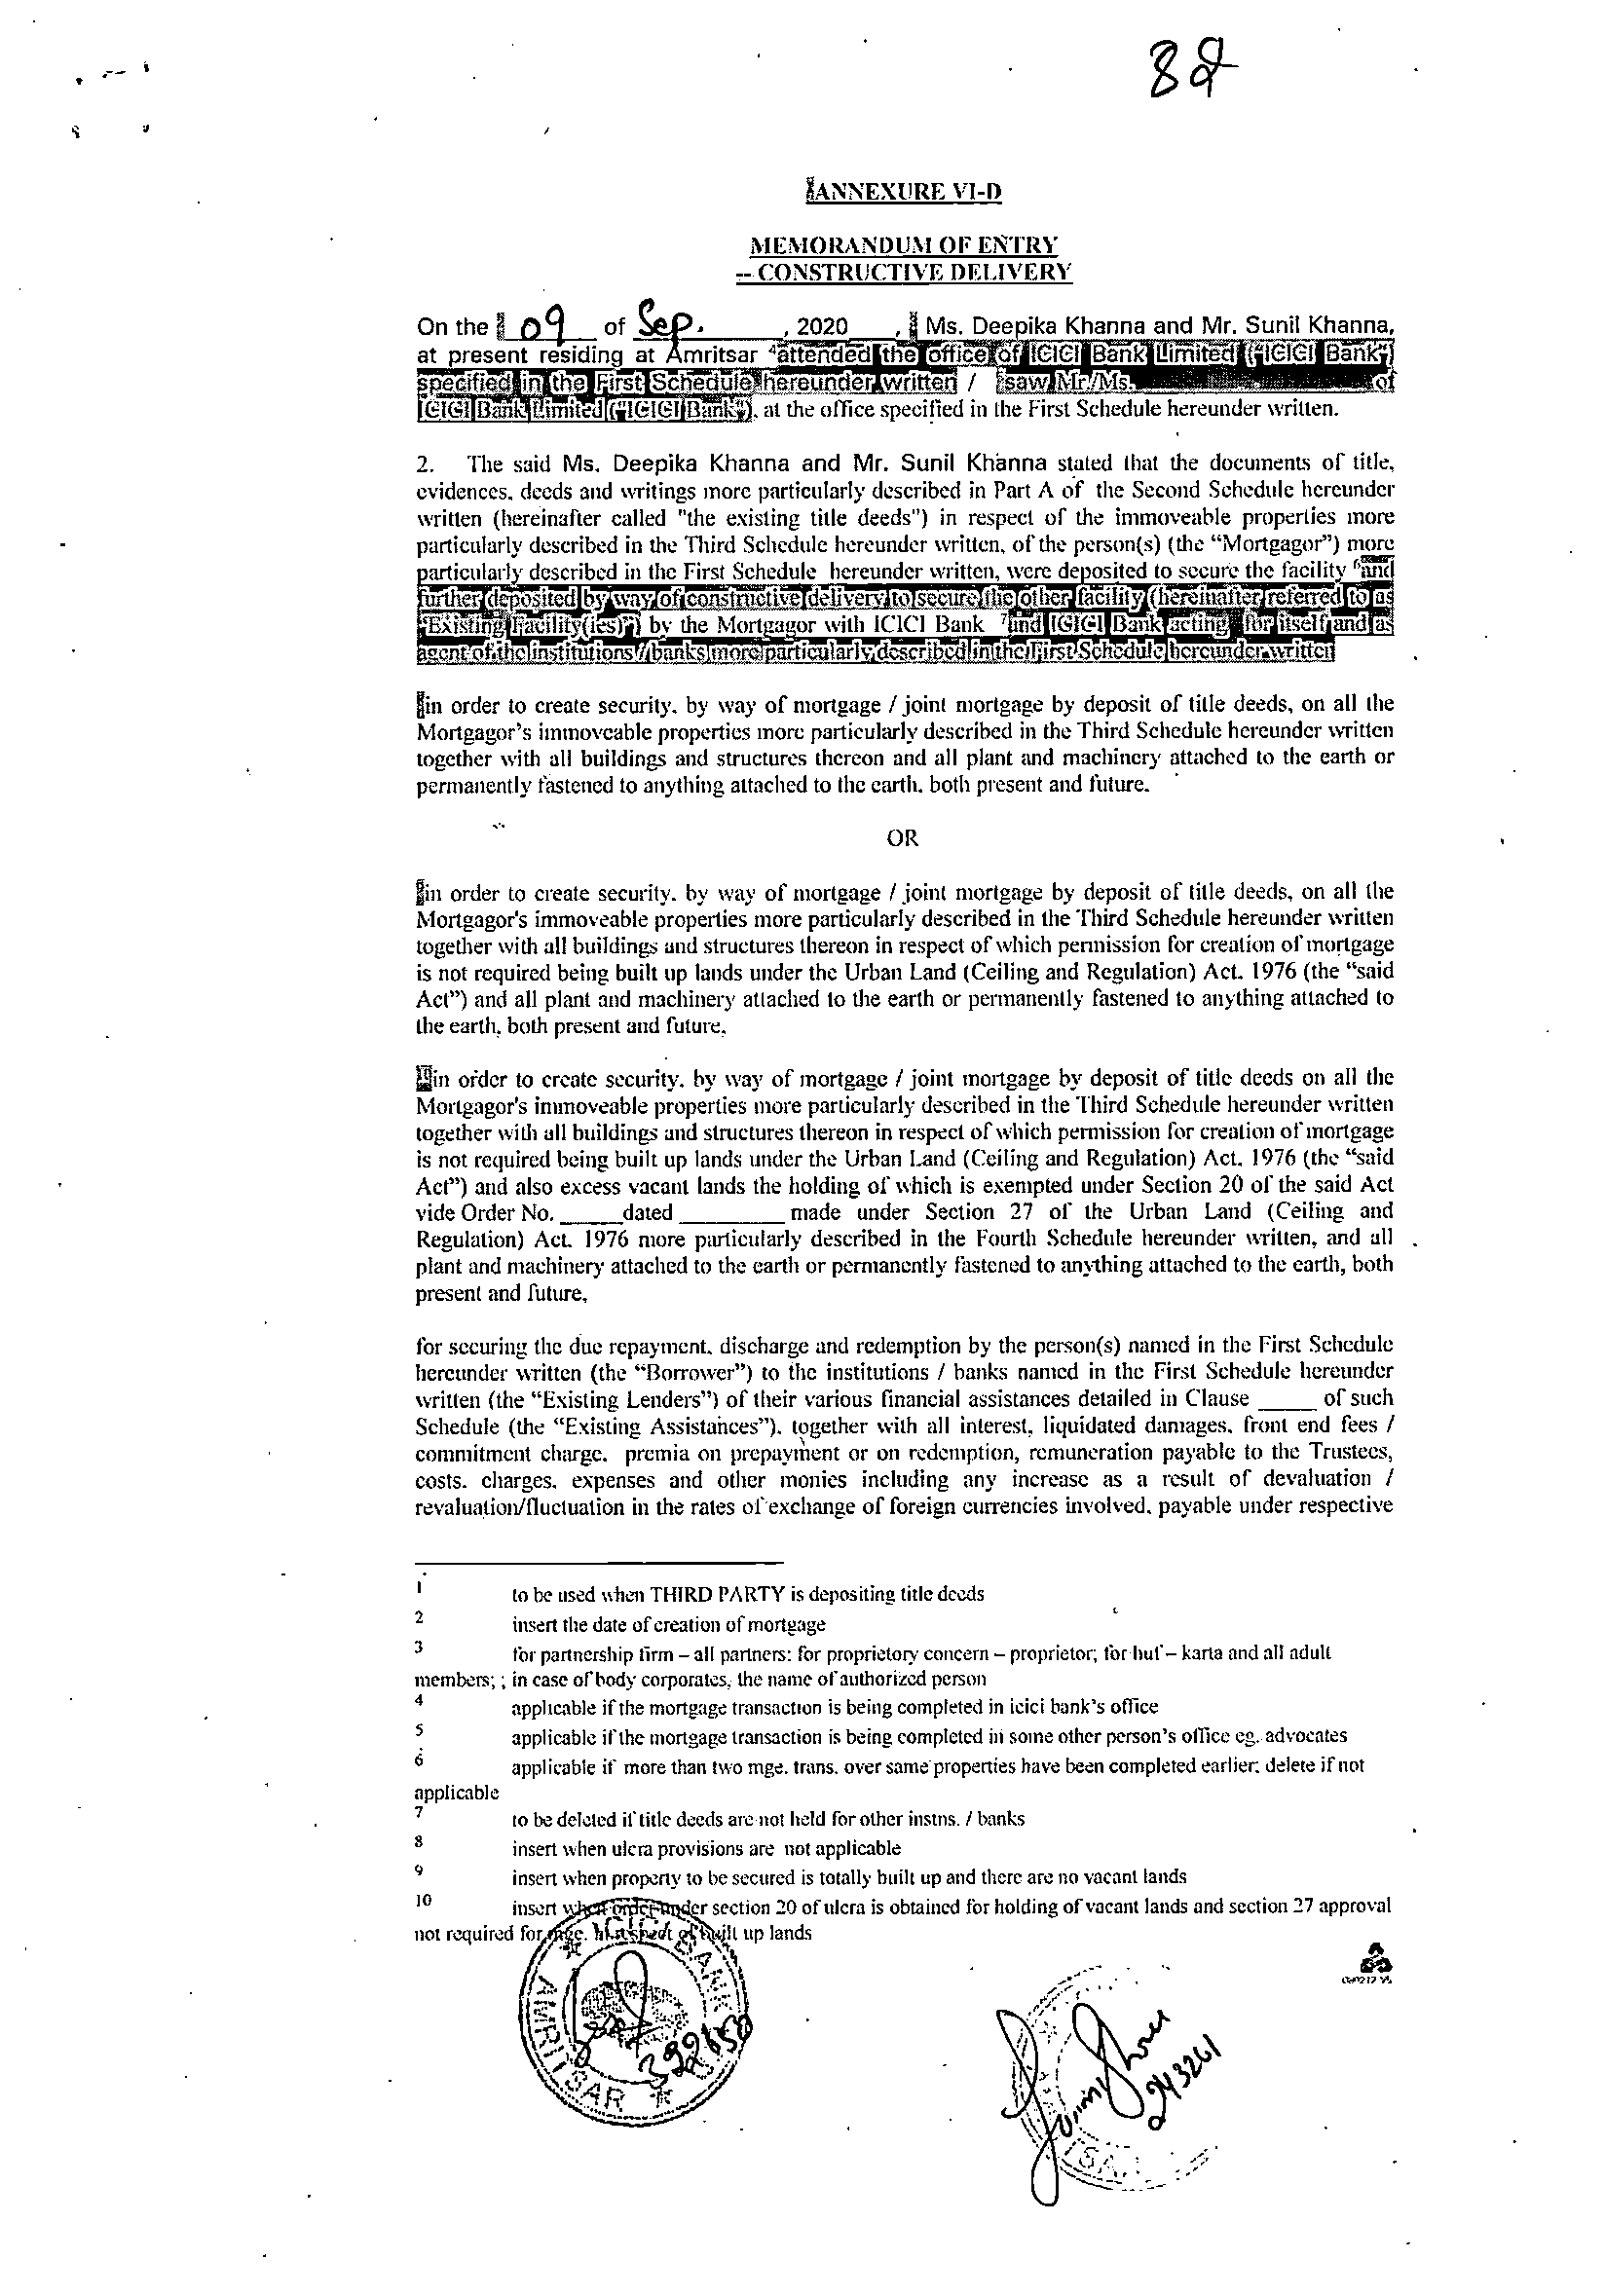 82
ANNEXURE VI-D
MEMORANDUM OF ENTRY
-- CONSTRUCTIVE DELIVERY
On the 09 of Sep. , 2020 , Ms. Deepika Khanna and Mr. Sunil Khanna,
at present residing at Amritsar 4attended the office of ICICI Bank Limited ("ICICI Bank")
specified in the First Schedule hereunder written / saw Mr./Ms. of
ICICI Bank Limited ("ICICI Bank"), at the office specified in the First Schedule hereunder written.
2. The said Ms. Deepika Khanna and Mr. Sunil Khanna stated that the documents of title,
evidences, deeds and writings more particularly described in Part A of the Second Schedule hereunder
written (hereinafter called "the existing title deeds") in respect of the immoveable properties more
particularly described in the Third Schedule hereunder written, of the person(s) (the “Mortgagor”) more
particularly described in the First Schedule hereunder written, were deposited to secure the facility 6and
further deposited by way of constructive delivery to secure the other facility (hereinafter referred to as
"Existing Facility(ies)") by the Mortgagor with ICICI Bank 7and ICICI Bank acting for itself and as
agent of the institutions / banks more particularly described in the First Schedule hereunder written
8in order to create security, by way of mortgage / joint mortgage by deposit of title deeds, on all the
Mortgagor's immoveable properties more particularly described in the Third Schedule hereunder written
together with all buildings and structures thereon and all plant and machinery attached to the earth or
permanently fastened to anything attached to the earth, both present and future.
OR
9in order to create security, by way of mortgage / joint mortgage by deposit of title deeds, on all the
Mortgagor's immoveable properties more particularly described in the Third Schedule hereunder written
together with all buildings and structures thereon in respect of which permission for creation of mortgage
is not required being built up lands under the Urban Land (Ceiling and Regulation) Act, 1976 (the “said
Act”) and all plant and machinery attached to the earth or permanently fastened to anything attached to
the earth, both present and future,
10in order to create security, by way of mortgage / joint mortgage by deposit of title deeds on all the
Mortgagor's immoveable properties more particularly described in the Third Schedule hereunder written
together with all buildings and structures thereon in respect of which permission for creation of mortgage
is not required being built up lands under the Urban Land (Ceiling and Regulation) Act, 1976 (the “said
Act”) and also excess vacant lands the holding of which is exempted under Section 20 of the said Act
vide Order No. _____dated ________ made under Section 27 of the Urban Land (Ceiling and
Regulation) Act, 1976 more particularly described in the Fourth Schedule hereunder written, and all
plant and machinery attached to the earth or permanently fastened to anything attached to the earth, both
present and future,
for securing the due repayment, discharge and redemption by the person(s) named in the First Schedule
hereunder written (the “Borrower”) to the institutions / banks named in the First Schedule hereunder
written (the “Existing Lenders”) of their various financial assistances detailed in Clause _____ of such
Schedule (the “Existing Assistances”), together with all interest, liquidated damages, front end fees /
commitment charge, premia on prepayment or on redemption, remuneration payable to the Trustees,
costs, charges, expenses and other monies including any increase as a result of devaluation /
revaluation/fluctuation in the rates of exchange of foreign currencies involved, payable under respective
1 to be used when THIRD PARTY is depositing title deeds
2 insert the date of creation of mortgage
3 for partnership firm – all partners: for proprietory concern – proprietor; for huf – karta and all adult
members; ; in case of body corporates, the name of authorized person
4 applicable if the mortgage transaction is being completed in icici bank's office
5 applicable if the mortgage transaction is being completed in some other person's office eg. advocates
6 applicable if more than two mge. trans. over same properties have been completed earlier; delete if not
applicable
7 to be deleted if title deeds are not held for other instns. / banks
8 insert when ulcra provisions are not applicable
9 insert when property to be secured is totally built up and there are no vacant lands
10 insert when order under section 20 of ulcra is obtained for holding of vacant lands and section 27 approval
not required for mge. in respect of built up lands
ICICI BANK
AMRITSAR
243261